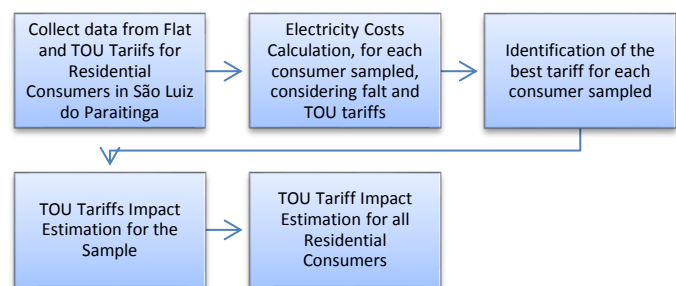 Collect data from Flat
and TOU Tariifs for
Residential
Consumers in São Luiz
do Paraitinga
Electricity Costs
Calculation, for each
consumer sampled,
considering falt and
TOU tariffs
Identification of the
best tariff for each
consumer sampled
TOU Tariffs Impact
Estimation for the
Sample
TOU Tariff Impact
Estimation for all
Residential
Consumers